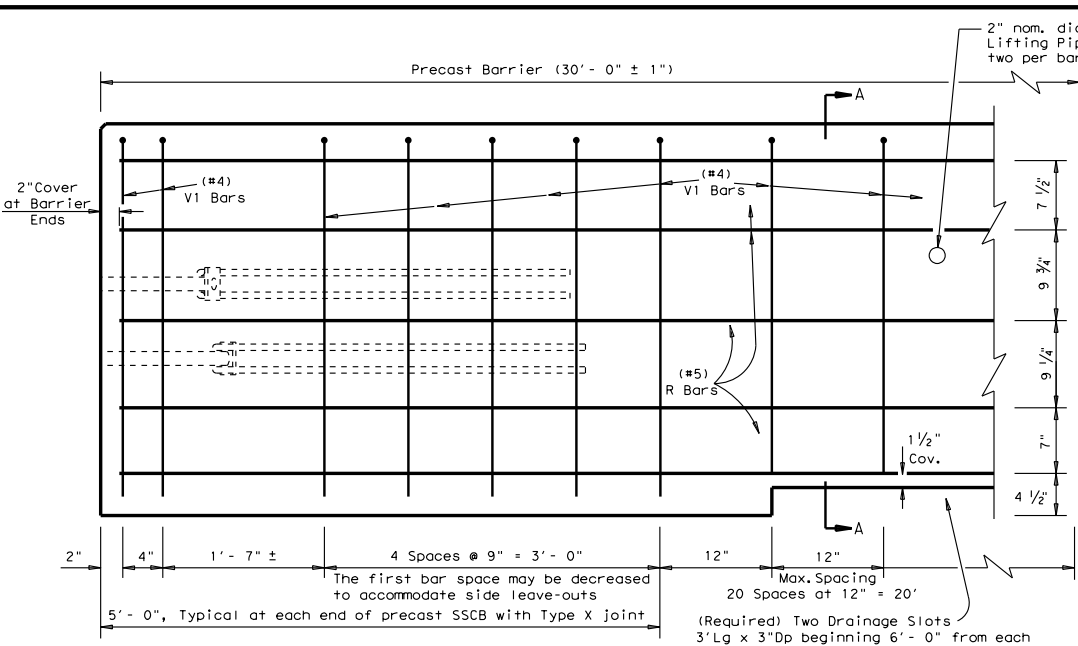 2" nom. dia
Lifting Pip
two per bar
Precast Barrier (30'- 0" ± 1")
A
2"Cover
at Barrier
Ends
(#4)
V1 Bars
(#4)
V1 Bars
7 ½"
9 ¾"
9 ¼"
7"
4 ½"
(#5)
R Bars
1 ½"
Cov.
A
2"
4"
1'- 7" ±
4 Spaces @ 9" = 3'- 0"
12"
12"
The first bar space may be decreased
to accommodate side leave-outs
Max. Spacing
20 Spaces at 12" = 20'
5'- 0", Typical at each end of precast SSCB with Type X joint
(Required) Two Drainage Slots
3'Lg x 3"Dp beginning 6'- 0" from each